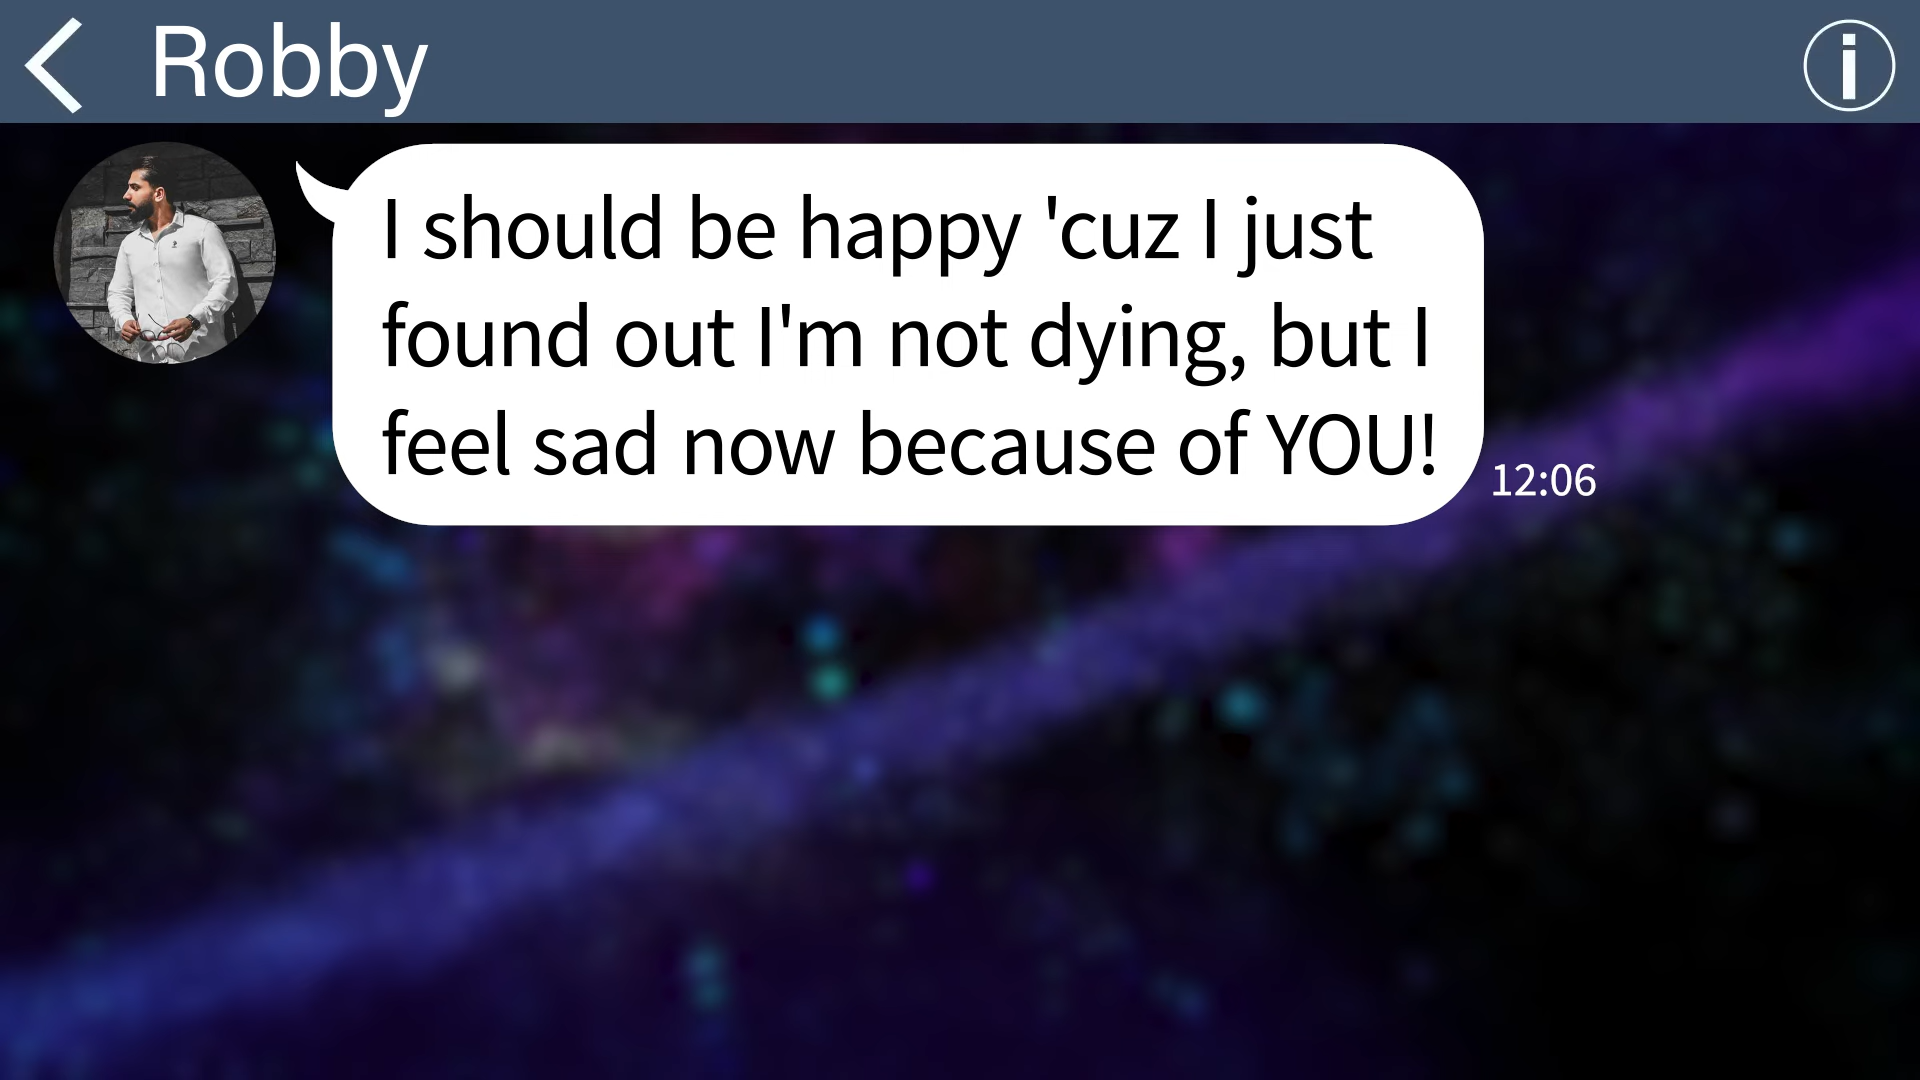 Robby
I should be happy 'cuz I just
found out I'm not dying, but I
feel sad now because of YOU!
12:06